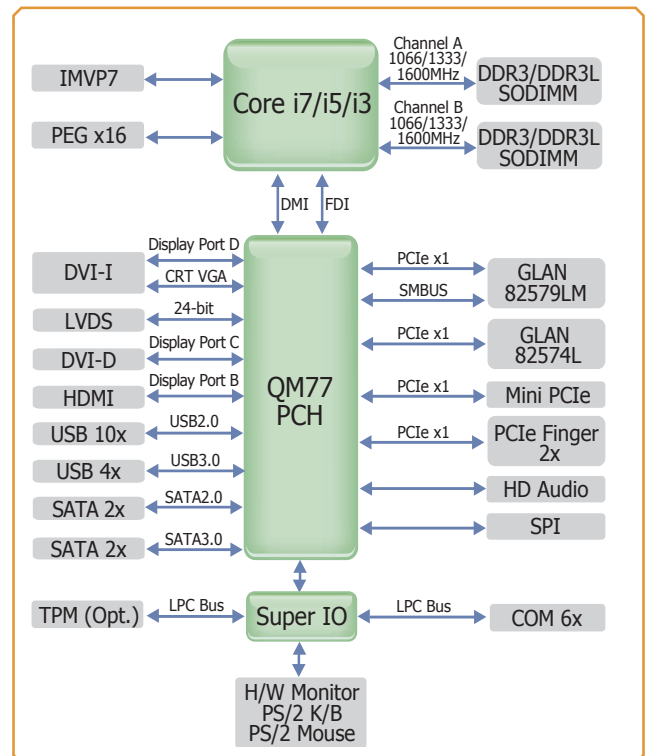 Channel A
1066/1333/
1600MHz
IMVP7
Core i7/i5/i3
DDR3/DDR3L
SODIMM
Channel B
1066/1333/
1600MHz
PEG x16
DDR3/DDR3L
SODIMM
DMI
FDI
Display Port D
DVI-I
CRT VGA
24-bit
LVDS
Display Port C
DVI-D
Display Port B
HDMI
USB2.0
USB 10x
USB3.0
USB 4x
SATA2.0
SATA 2x
SATA3.0
SATA 2x
QM77
PCH
PCIe x1
SMBUS
GLAN
82579LM
PCIe x1
GLAN
82574L
PCIe x1
Mini PCIe
PCIe x1
PCIe Finger
2x
HD Audio
SPI
TPM (Opt.)
LPC Bus
Super IO
LPC Bus
COM 6x
H/W Monitor
PS/2 K/B
PS/2 Mouse